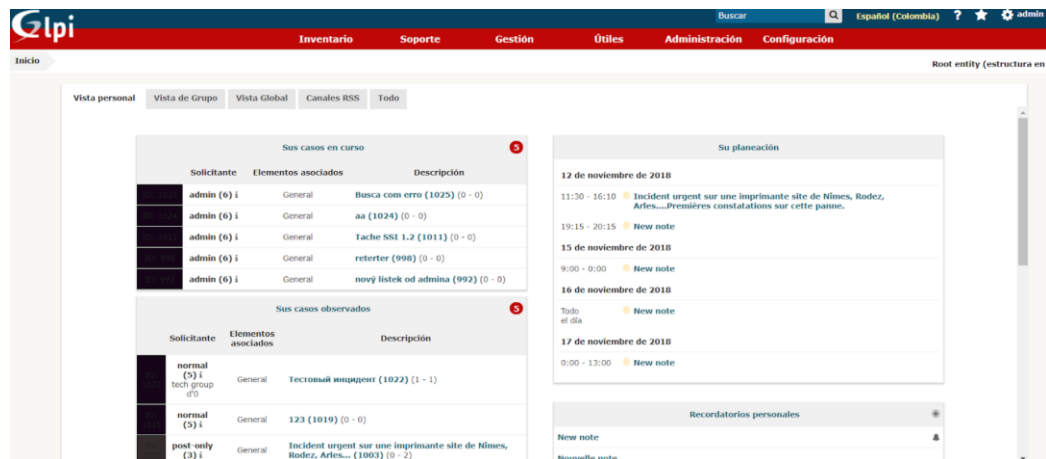 Glpi
Buscar
Español (Colombia) ? admin
Inventario Soporte Gestión Útiles Administración Configuración
Inicio
Root entity (estructura en
Vista personal Vista de Grupo Vista Global Canales RSS Todo
Sus casos en curso 5
Solicitante Elementos asociados Descripción
admin (6) i General Busca com erro (1025) (0 - 0)
admin (6) i General aa (1024) (0 - 0)
admin (6) i General Tache SSI 1.2 (1011) (0 - 0)
admin (6) i General reterter (998) (0 - 0)
admin (6) i General nový lístek od admina (992) (0 - 0)
Sus casos observados 5
Solicitante Elementos asociados Descripción
normal (5) i tech group d'0 General Тестовый инцидент (1022) (1 - 1)
normal (5) i General 123 (1019) (0 - 0)
post-only (3) i General Incident urgent sur une imprimante site de Nîmes,
Rodez, Arles... (1003) (0 - 2)
Su planeación
12 de noviembre de 2018
11:30 - 16:10 Incident urgent sur une imprimante site de Nîmes, Rodez,
Arles....Premières constatations sur cette panne.
19:15 - 20:15 New note
15 de noviembre de 2018
9:00 - 0:00 New note
16 de noviembre de 2018
Todo el día New note
17 de noviembre de 2018
0:00 - 13:00 New note
Recordatorios personales
New note
Nouvelle note